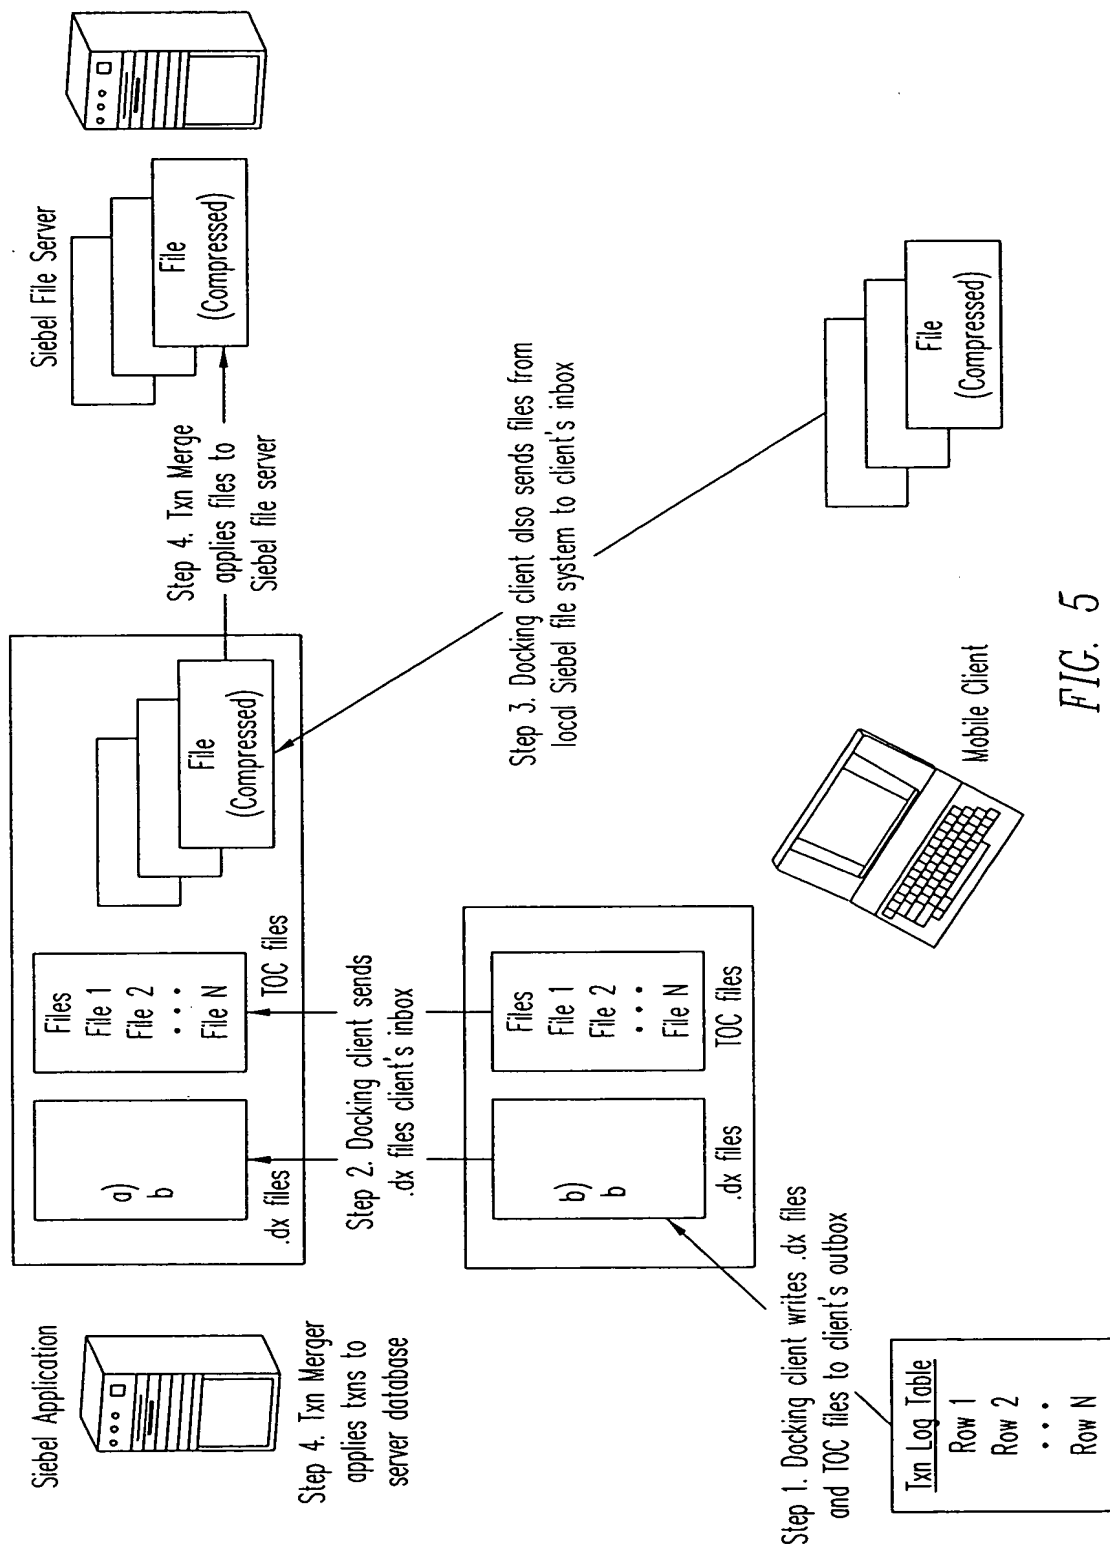 Siebel Application
Step 4. Txn Merger
applies txns to
server database
a)
b
.dx files
Files
File 1
File 2
• • •
File N
TOC files
File
(Compressed)
Step 4. Txn Merge
applies files to
Siebel file server
Siebel File Server
File
(Compressed)
Step 2. Docking client sends
.dx files client's inbox
b)
b
.dx files
Files
File 1
File 2
• • •
File N
TOC files
Step 3. Docking client also sends files from
local Siebel file system to client's inbox
Step 1. Docking client writes .dx files
and TOC files to client's outbox
Txn Log Table
Row 1
Row 2
• • •
Row N
Mobile Client
File
(Compressed)
FIG. 5